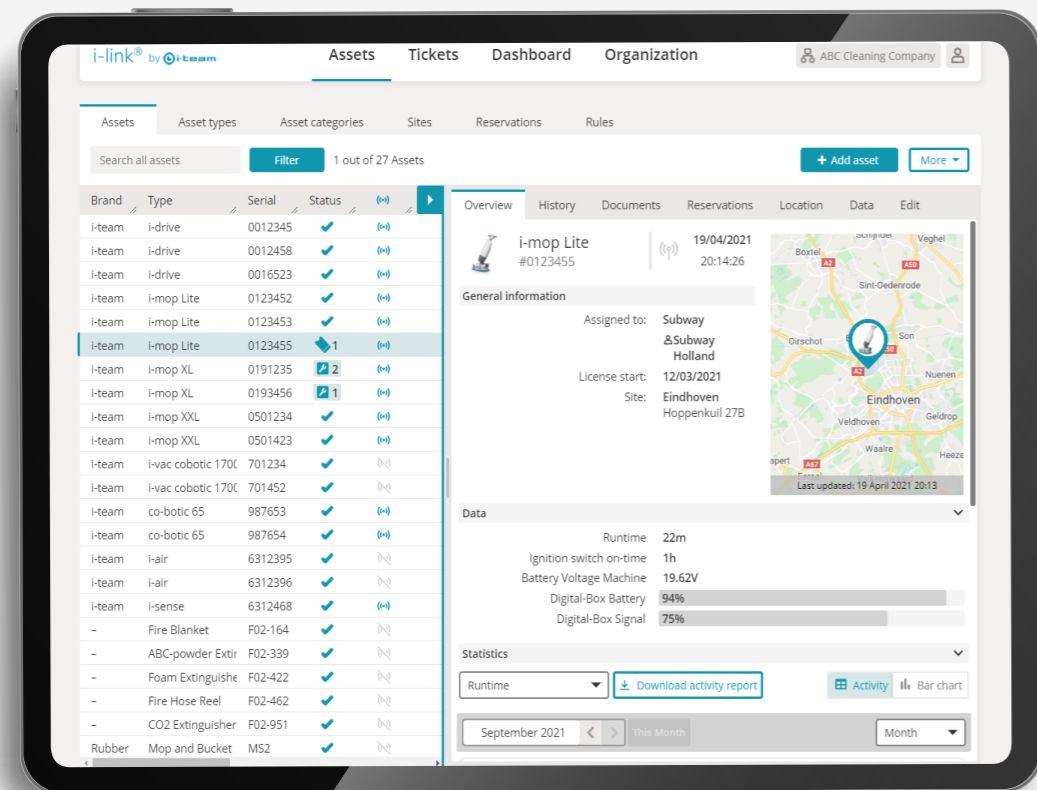 i-link® by i-team
Assets Tickets Dashboard Organization
ABC Cleaning Company
Assets Asset types Asset categories Sites Reservations Rules
Search all assets Filter 1 out of 27 Assets + Add asset More
Brand Type Serial Status
i-team i-drive 0012345
i-team i-drive 0012458
i-team i-drive 0016523
i-team i-mop Lite 0123452
i-team i-mop Lite 0123453
i-team i-mop Lite 0123455 1
i-team i-mop XL 0191235 2
i-team i-mop XL 0193456 1
i-team i-mop XXL 0501234
i-team i-mop XXL 0501423
i-team i-vac cobotic 170 701234
i-team i-vac cobotic 170 701452
i-team co-botic 65 987653
i-team co-botic 65 987654
i-team i-air 6312395
i-team i-air 6312396
i-team i-sense 6312468
– Fire Blanket F02-164
– ABC-powder Extir F02-339
– Foam Extinguishe F02-422
– Fire Hose Reel F02-462
– CO2 Extinguisher F02-951
Rubber Mop and Bucket MS2
Overview History Documents Reservations Location Data Edit
i-mop Lite
#0123455
19/04/2021
20:14:26
General information
Assigned to: Subway
Subway
Holland
License start: 12/03/2021
Site: Eindhoven
Hoppenkuil 27B
Schijndel Veghel
Boxtel
A2
A50
Sint-Oedenrode
Oirschot
Son
50
A2
Nuenen
Eindhoven
Veldhoven Geldrop
Waalre
Heeze
apert A67
Last updated: 19 April 2021 20:13
Data
Runtime 22m
Ignition switch on-time 1h
Battery Voltage Machine 19.62V
Digital-Box Battery 94%
Digital-Box Signal 75%
Statistics
Runtime Download activity report Activity Bar chart
September 2021 < > This Month Month